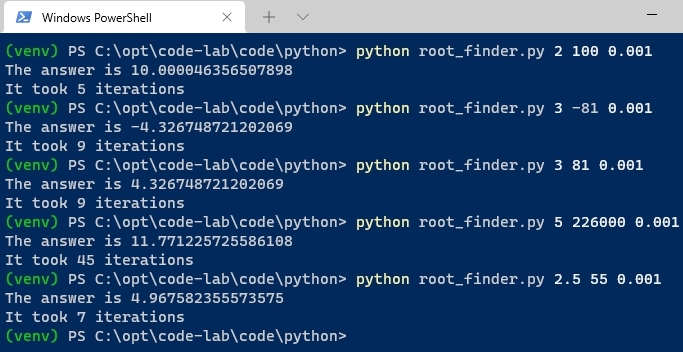 Windows PowerShell
(venv) PS C:\opt\code-lab\code\python> python root_finder.py 2 100 0.001
The answer is 10.000046356507898
It took 5 iterations
(venv) PS C:\opt\code-lab\code\python> python root_finder.py 3 -81 0.001
The answer is -4.326748721202069
It took 9 iterations
(venv) PS C:\opt\code-lab\code\python> python root_finder.py 3 81 0.001
The answer is 4.326748721202069
It took 9 iterations
(venv) PS C:\opt\code-lab\code\python> python root_finder.py 5 226000 0.001
The answer is 11.771225725586108
It took 45 iterations
(venv) PS C:\opt\code-lab\code\python> python root_finder.py 2.5 55 0.001
The answer is 4.967582355573575
It took 7 iterations
(venv) PS C:\opt\code-lab\code\python>